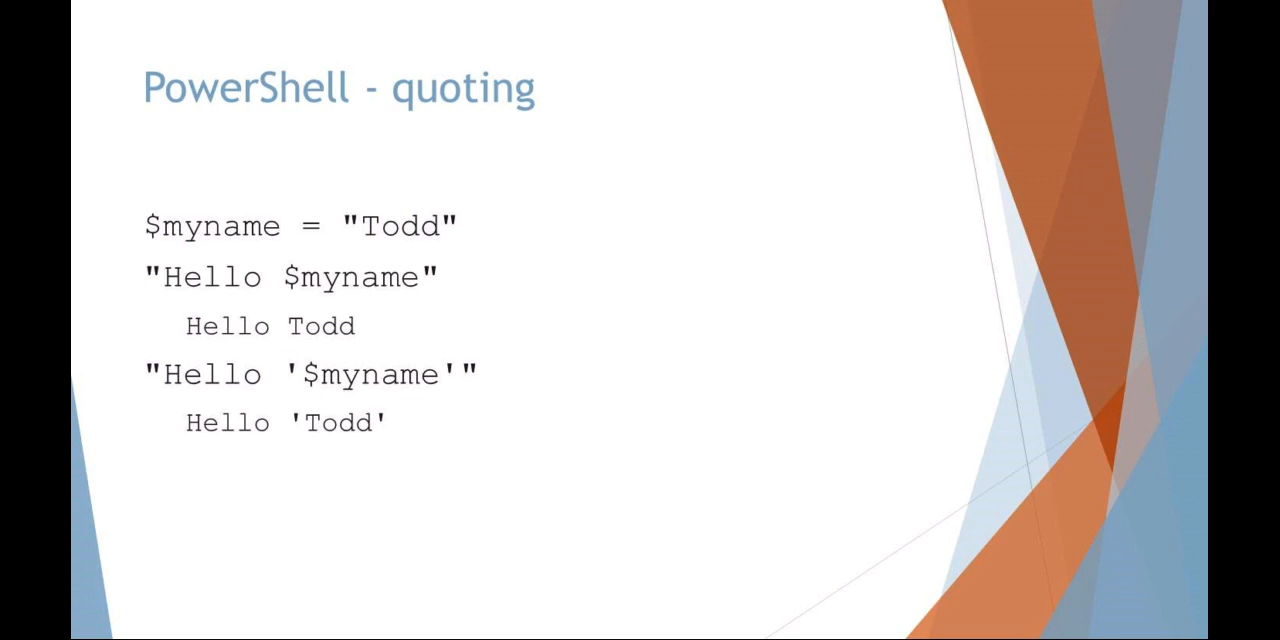 PowerShell - quoting
$myname = "Todd"
"Hello $myname"
Hello Todd
"Hello '$myname'"
Hello 'Todd'